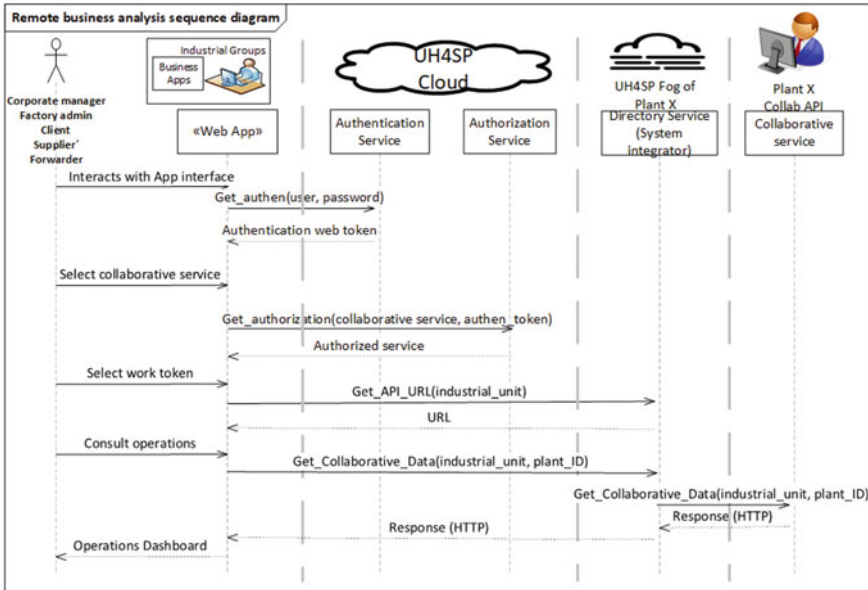 Remote business analysis sequence diagram
Industrial Groups
Business
Apps
UH4SP
Cloud
UH4SP Fog of
Plant X
Plant X
Collab API
Corporate manager
Factory admin
Client
Supplier´
Forwarder
«Web App»
Authentication
Service
Authorization
Service
Directory Service
(System
integrator)
Collaborative
service
Interacts with App interface
Get_authen(user, password)
Authentication web token
Select collaborative service
Get_authorization(collaborative service, authen_token)
Authorized service
Select work token
Get_API_URL(industrial_unit)
URL
Consult operations
Get_Collaborative_Data(industrial_unit, plant_ID)
Get_Collaborative_Data(industrial_unit, plant_ID)
Response (HTTP)
Response (HTTP)
Operations Dashboard